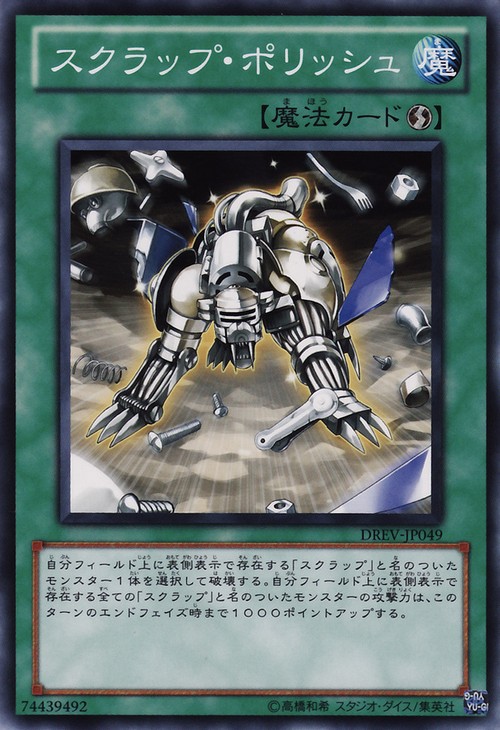 スクラップ・ポリッシュ 魔
【魔法カード】
DREV-JP049
自分フィールド上に表側表示で存在する「スクラップ」と名のついた
モンスター1体を選択して破壊する。自分フィールド上に表側表示で
存在する全ての「スクラップ」と名のついたモンスターの攻撃力は、この
ターンのエンドフェイズ時まで1000ポイントアップする。
74439492 ©高橋和希 スタジオ・ダイス/集英社